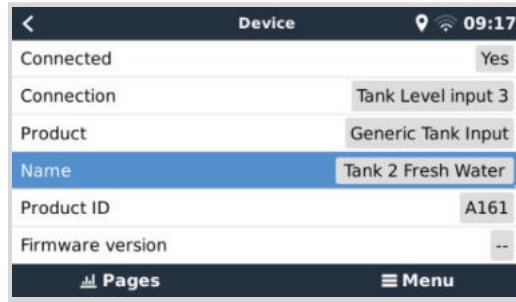 Device 09:17
Connected Yes
Connection Tank Level input 3
Product Generic Tank Input
Name Tank 2 Fresh Water
Product ID A161
Firmware version --
Pages Menu